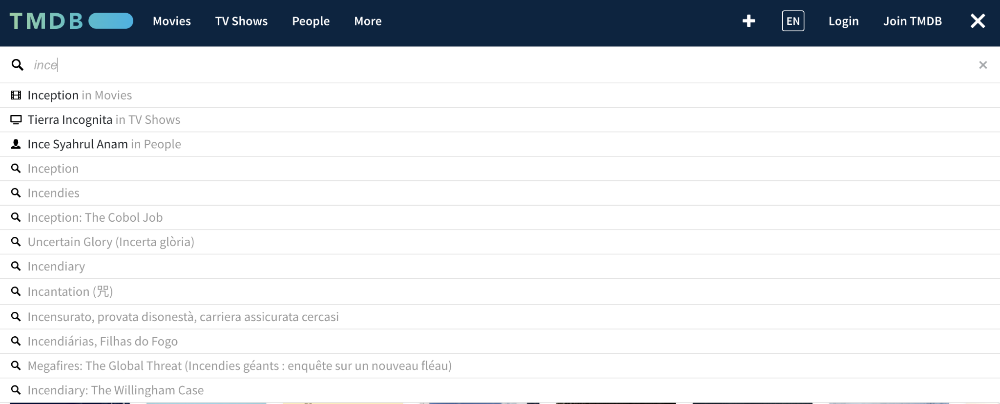 TMDB Movies TV Shows People More + EN Login Join TMDB
ince
Inception in Movies
Tierra Incognita in TV Shows
Ince Syahrul Anam in People
Inception
Incendies
Inception: The Cobol Job
Uncertain Glory (Incerta glòria)
Incendiary
Incantation (咒)
Incensurato, provata disonestà, carriera assicurata cercasi
Incendiárias, Filhas do Fogo
Megafires: The Global Threat (Incendies géants : enquête sur un nouveau fléau)
Incendiary: The Willingham Case